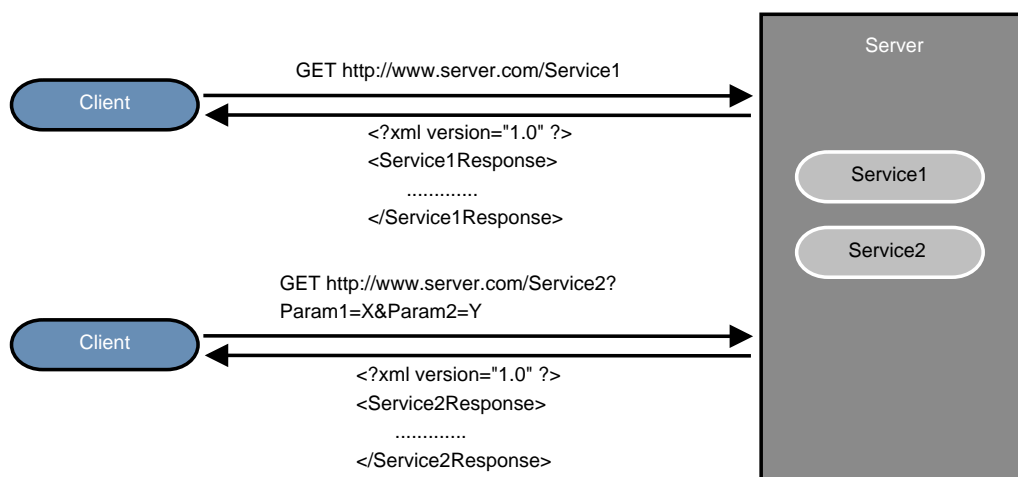 Server
GET http://www.server.com/Service1
Client
<?xml version="1.0" ?>
<Service1Response>
.............
</Service1Response>
Service1
Service2
GET http://www.server.com/Service2?
Param1=X&Param2=Y
Client
<?xml version="1.0" ?>
<Service2Response>
.............
</Service2Response>